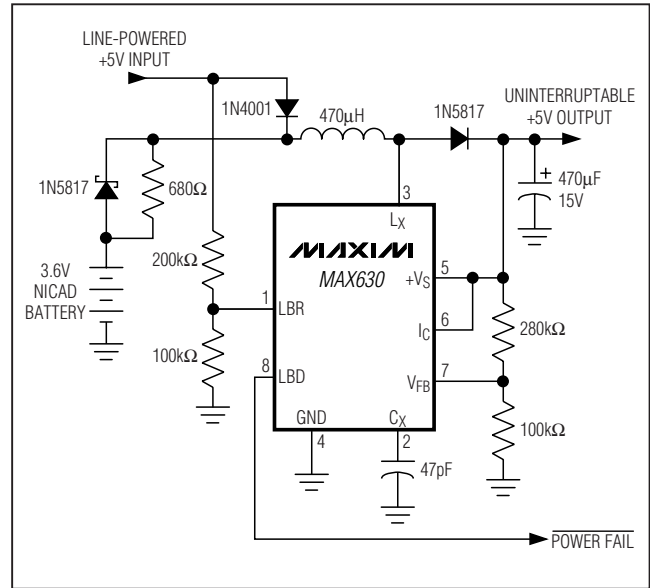 LINE-POWERED
+5V INPUT
1N4001
470µH
1N5817
UNINTERRUPTABLE
+5V OUTPUT
1N5817
680Ω
3
LX
+
470µF
15V
3.6V
NICAD
BATTERY
200kΩ
MAXIM
MAX630
5
+VS
1
LBR
6
IC
280kΩ
100kΩ
8
LBD
7
VFB
GND
4
CX
2
100kΩ
47pF
POWER FAIL